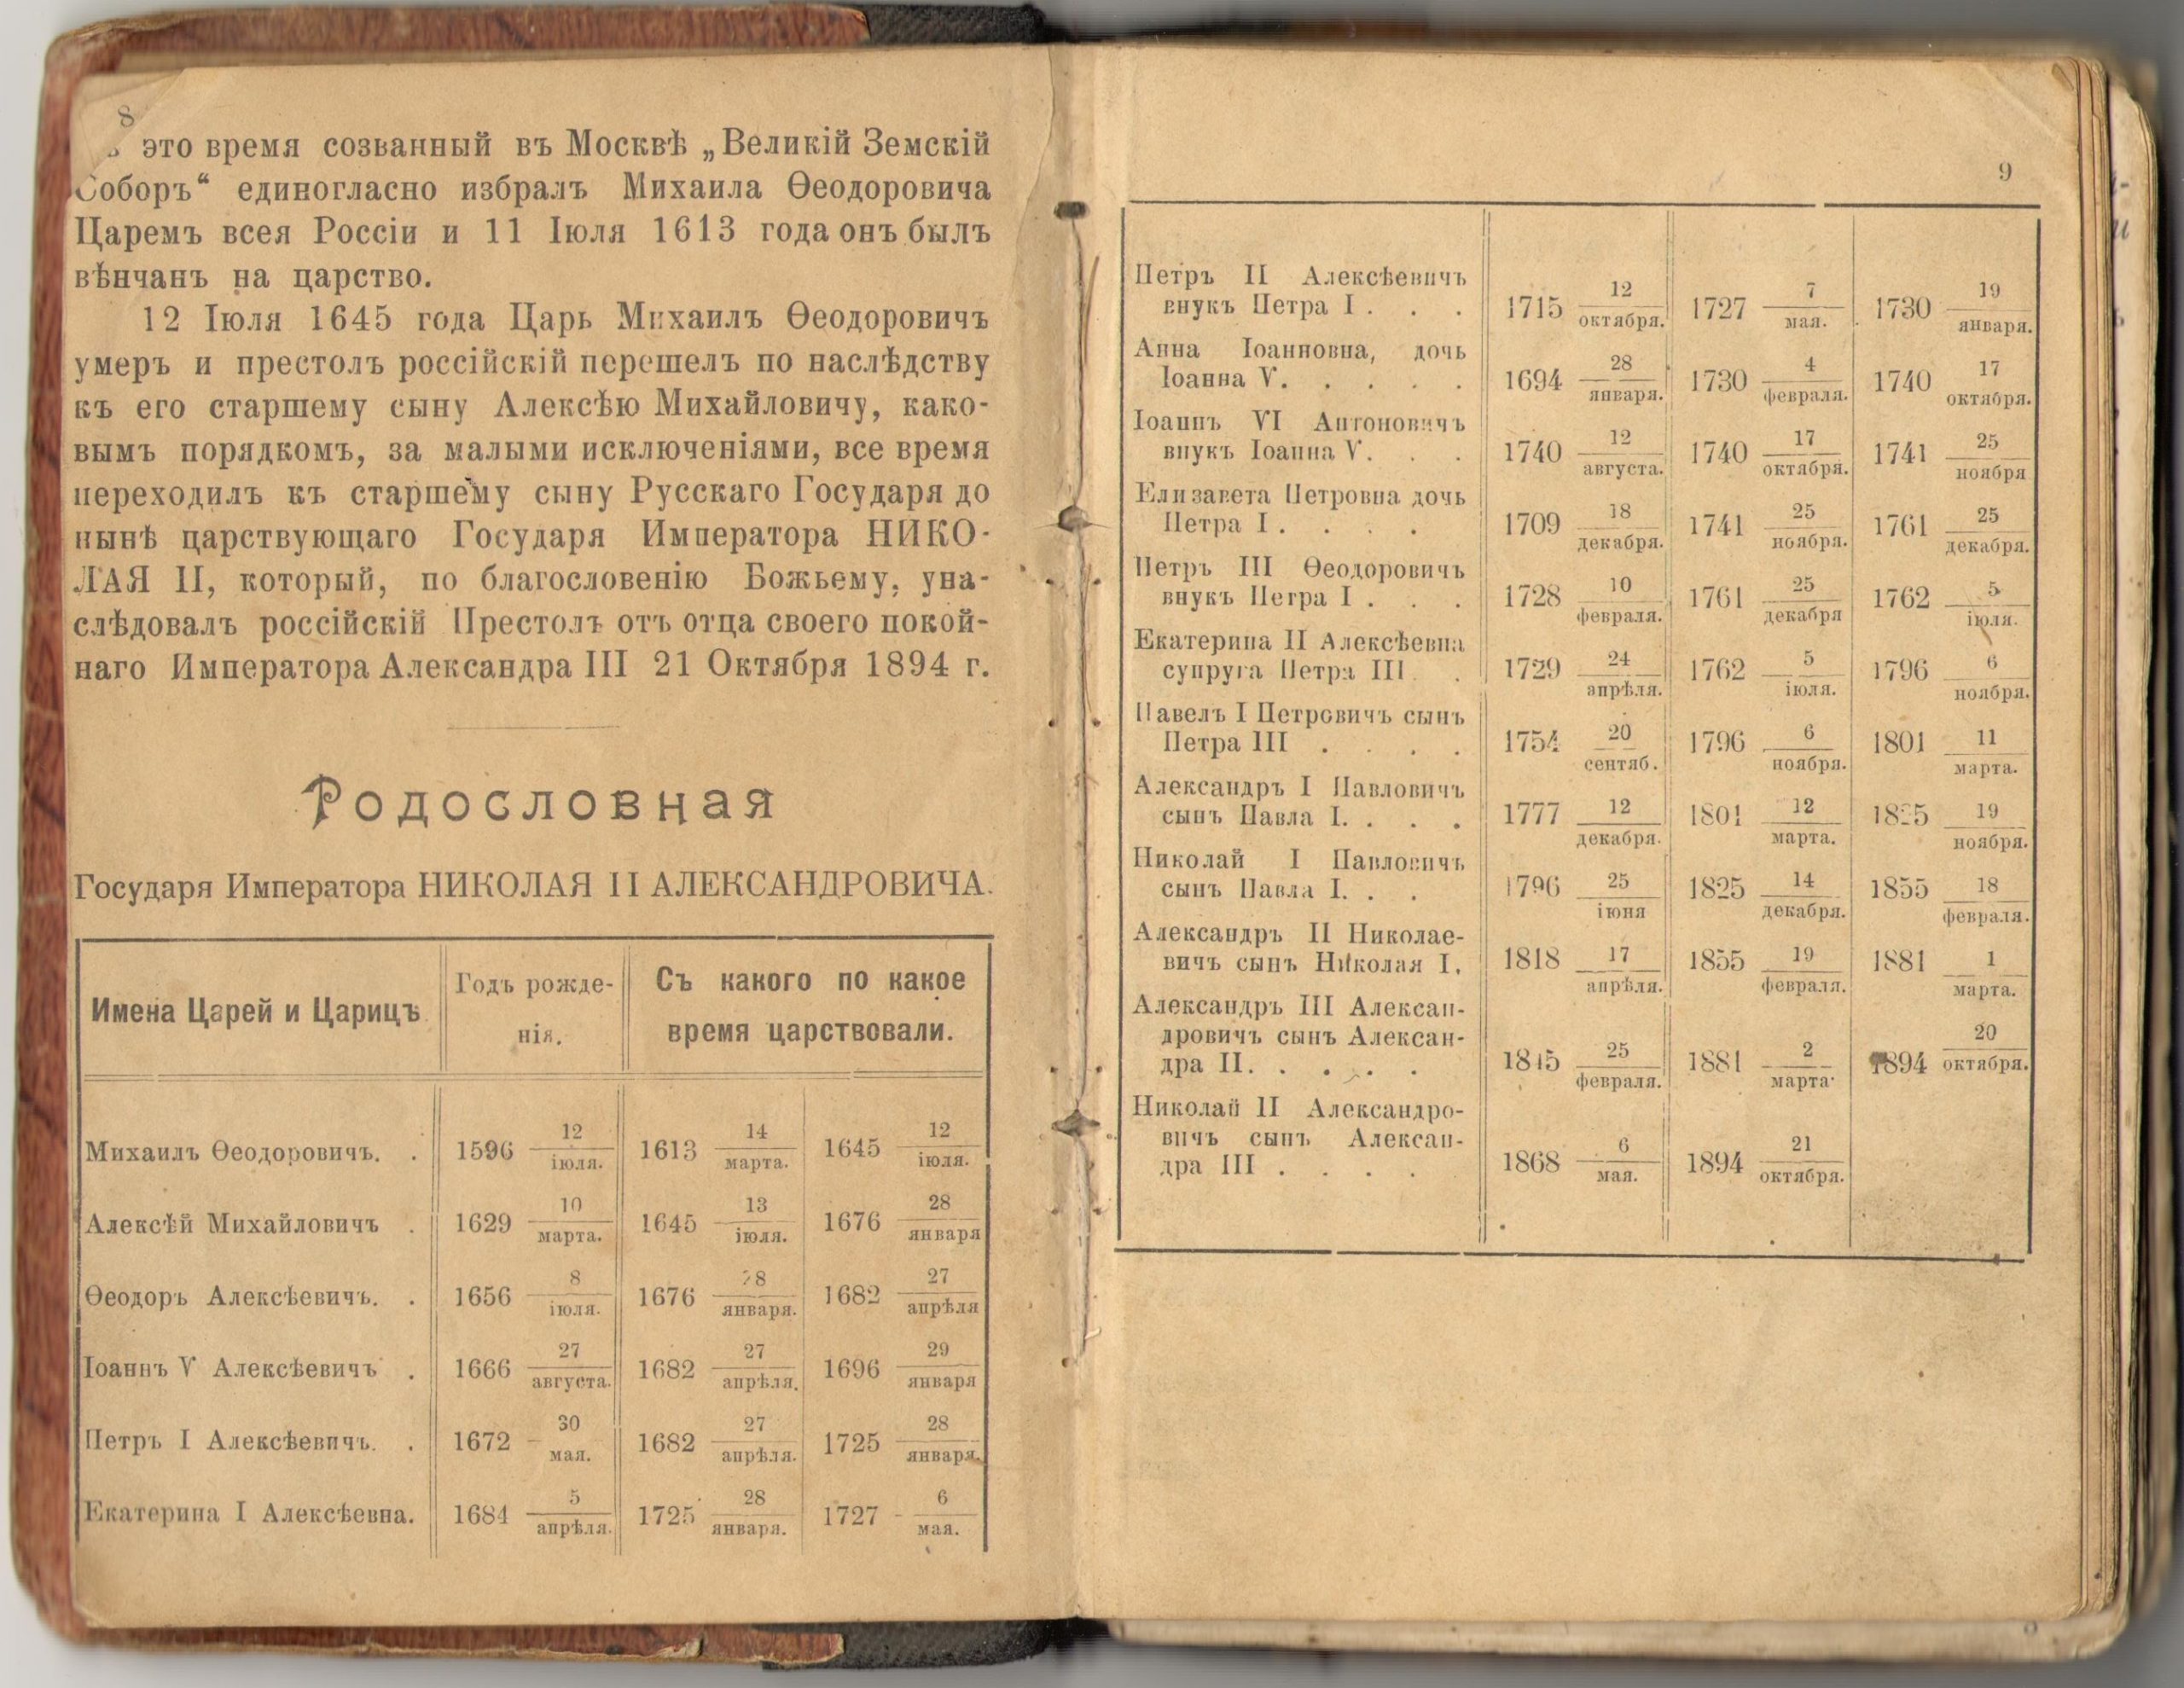 8
это время созванный въ Москвѣ „Великій Земскій
Соборъ“ единогласно избралъ Михаила Ѳеодоровича
Царемъ всея Россіи и 11 Іюля 1613 года онъ былъ
вѣнчанъ на царство.
12 Іюля 1645 года Царь Михаилъ Ѳеодоровичъ
умеръ и престолъ россійскій перешелъ по наслѣдству
къ его старшему сыну Алексѣю Михайловичу, како-
вымъ порядкомъ, за малыми исключеніями, все время
переходилъ къ старшему сыну Русскаго Государя до
нынѣ царствующаго Государя Императора НИКО-
ЛАЯ II, который, по благословенію Божьему, уна-
слѣдовалъ россійскій Престолъ отъ отца своего покой-
наго Императора Александра III 21 Октября 1894 г.
Родословная
Государя Императора НИКОЛАЯ II АЛЕКСАНДРОВИЧА.
Имена Царей и Царицъ Годъ рожде- Съ какого по какое
нія. время царствовали.
Михаилъ Ѳеодоровичъ. . 1596 12 іюля. 1613 14 марта. 1645 12 іюля.
Алексѣй Михайловичъ . 1629 10 марта. 1645 13 іюля. 1676 28 января
Ѳеодоръ Алексѣевичъ. . 1656 8 іюля. 1676 28 января. 1682 27 апрѣля
Іоаннъ V Алексѣевичъ . 1666 27 августа. 1682 27 апрѣля. 1696 29 января
Петръ I Алексѣевичъ. . 1672 30 мая. 1682 27 апрѣля. 1725 28 января.
Екатерина I Алексѣевна. 1684 5 апрѣля. 1725 28 января. 1727 6 мая.
9
Петръ II Алексѣевичъ
внукъ Петра I . . . 1715 12 октября. 1727 7 мая. 1730 19 января.
Анна Іоанновна, дочь
Іоанна V. . . . . 1694 28 января. 1730 4 февраля. 1740 17 октября.
Іоаннъ VI Антоновичъ
внукъ Іоанна V. . . 1740 12 августа. 1740 17 октября. 1741 25 ноября
Елизавета Петровна дочь
Петра I . . . . 1709 18 декабря. 1741 25 ноября. 1761 25 декабря.
Петръ III Ѳеодоровичъ
внукъ Петра I . . . 1728 10 февраля. 1761 25 декабря 1762 5 іюля.
Екатерина II Алексѣевна
супруга Петра III . 1729 24 апрѣля. 1762 5 іюля. 1796 6 ноября.
Павелъ I Петровичъ сынъ
Петра III . . . . 1754 20 сентяб. 1796 6 ноября. 1801 11 марта.
Александръ I Павловичъ
сынъ Павла I. . . . 1777 12 декабря. 1801 12 марта. 1825 19 ноября.
Николай I Павловичъ
сынъ Павла I. . . 1796 25 іюня 1825 14 декабря. 1855 18 февраля.
Александръ II Николае-
вичъ сынъ Николая I. 1818 17 апрѣля. 1855 19 февраля. 1881 1 марта.
Александръ III Алексан-
дровичъ сынъ Алексан-
дра II. . . . . 1845 25 февраля. 1881 2 марта. 1894 20 октября.
Николай II Александро-
вичъ сынъ Алексан-
дра III . . . . 1868 6 мая. 1894 21 октября.